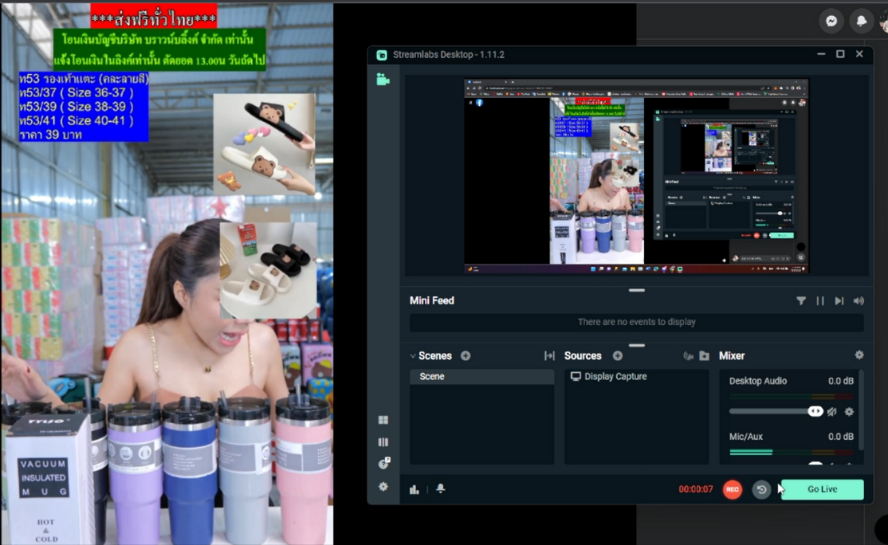 ***ส่งฟรีทั่วไทย***
โอนเงินบัญชีบริษัท บราวน์บลิ้งค์ จำกัด เท่านั้น
แจ้งโอนเงินในลิงค์เท่านั้น ตัดยอด 13.00น วันถัดไป
ท53 รองเท้าแตะ (คละลายสี)
ท53/37 ( Size 36-37 )
ท53/39 ( Size 38-39 )
ท53/41 ( Size 40-41 )
ราคา 39 บาท
VACUUM
INSULATED
MUG
HOT
&
COLD
Streamlabs Desktop - 1.11.2
Mini Feed
There are no events to display
Scenes
Sources
Mixer
Scene
Display Capture
Desktop Audio 0.0 dB
Mic/Aux 0.0 dB
00:00:07
REC
Go Live